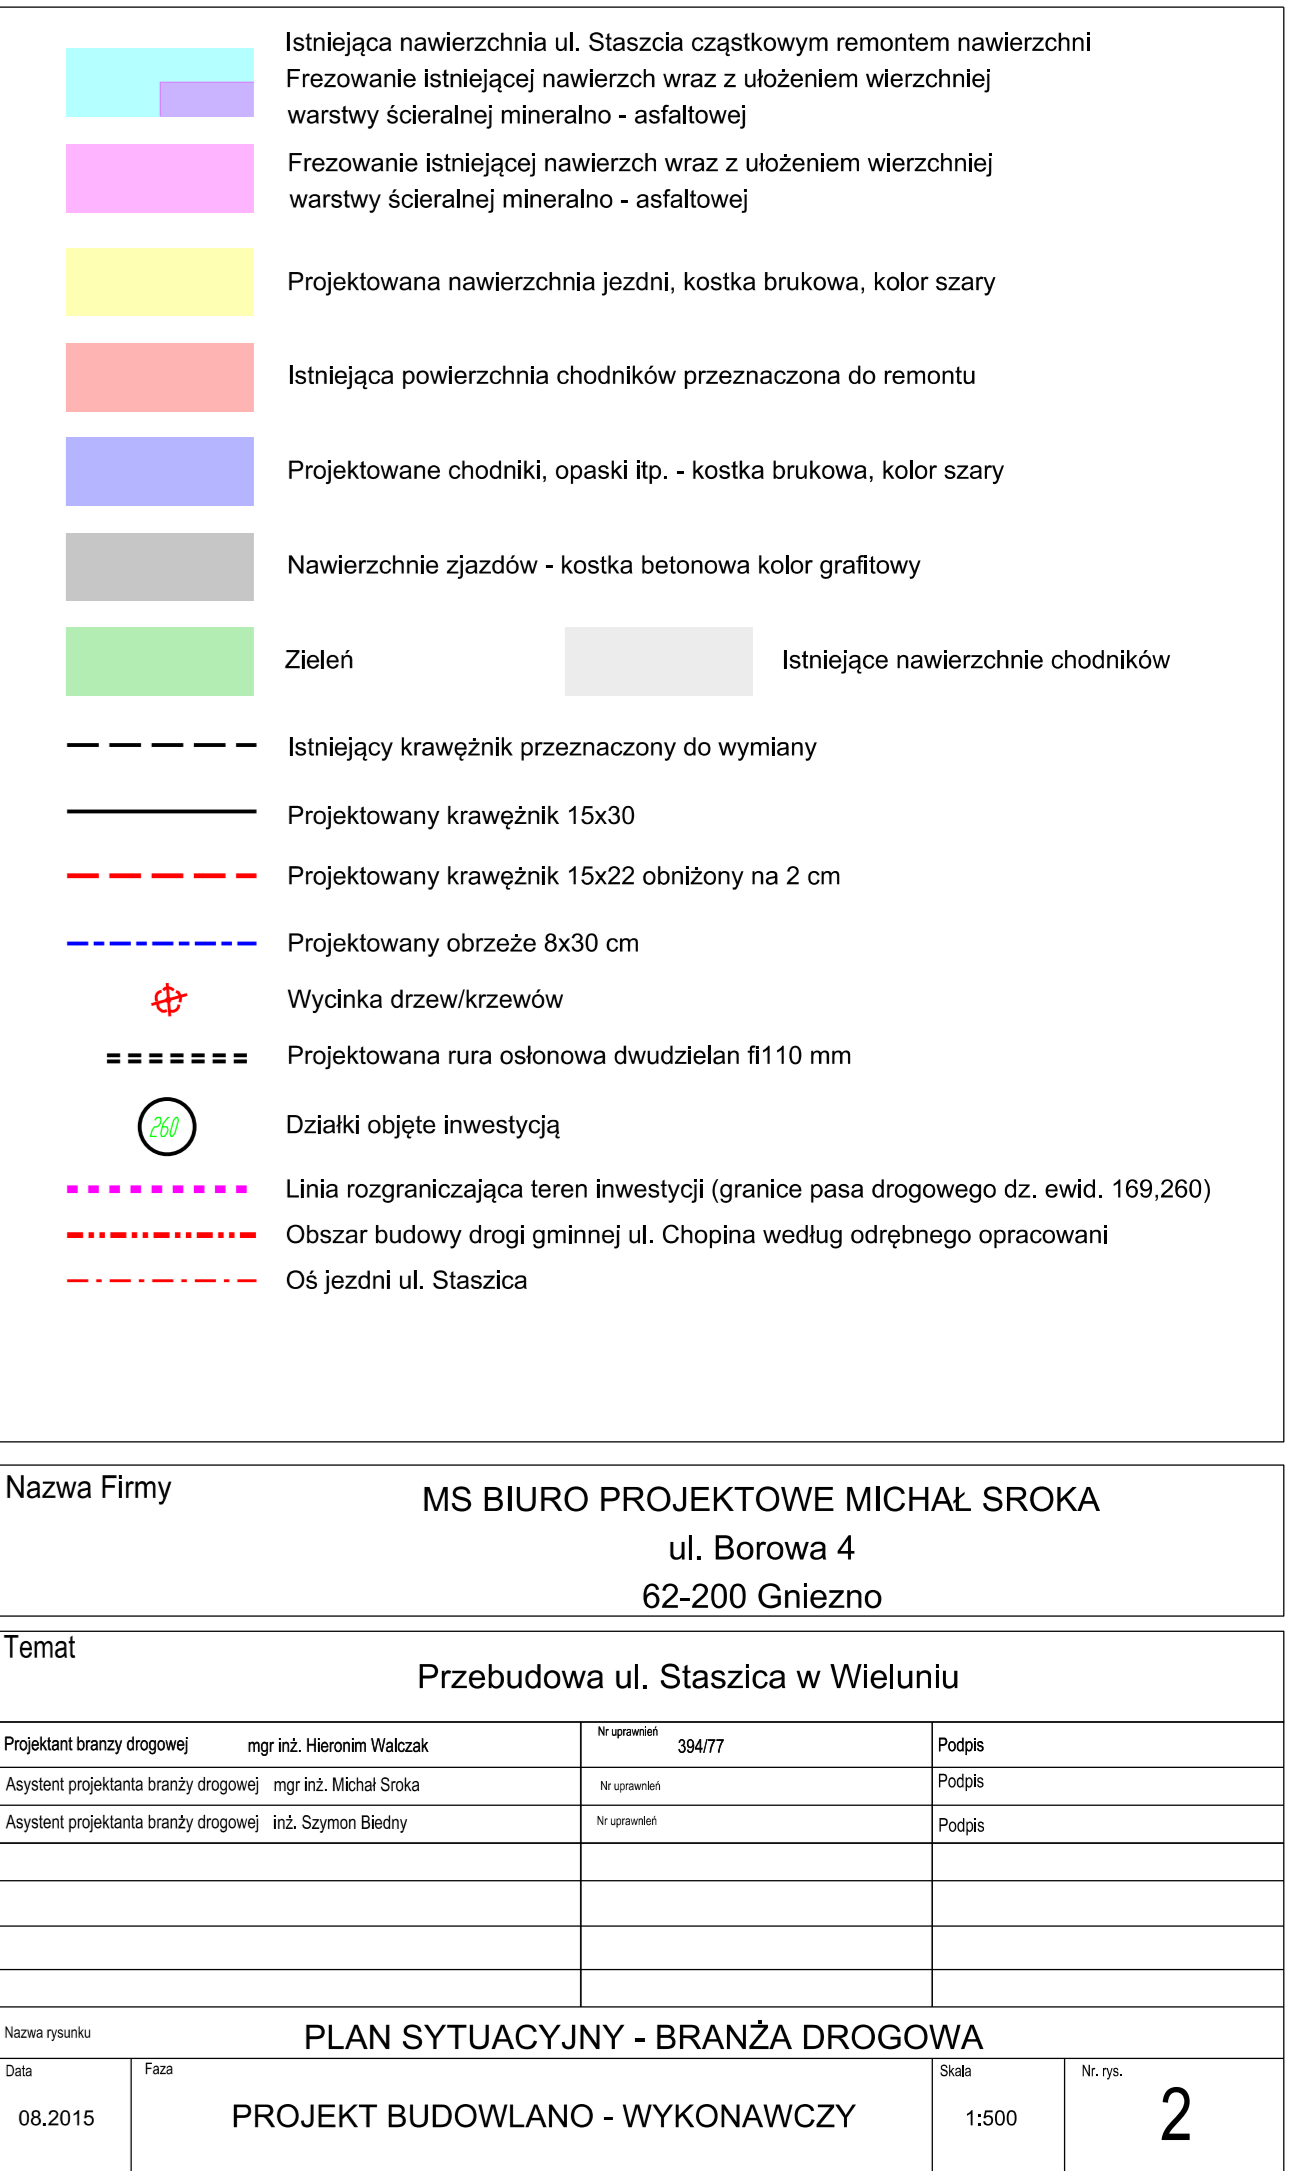 Istniejąca nawierzchnia ul. Staszcia cząstkowym remontem nawierzchni
Frezowanie istniejącej nawierzch wraz z ułożeniem wierzchniej
warstwy ścieralnej mineralno - asfaltowej
Frezowanie istniejącej nawierzch wraz z ułożeniem wierzchniej
warstwy ścieralnej mineralno - asfaltowej
Projektowana nawierzchnia jezdni, kostka brukowa, kolor szary
Istniejąca powierzchnia chodników przeznaczona do remontu
Projektowane chodniki, opaski itp. - kostka brukowa, kolor szary
Nawierzchnie zjazdów - kostka betonowa kolor grafitowy
Zieleń Istniejące nawierzchnie chodników
Istniejący krawężnik przeznaczony do wymiany
Projektowany krawężnik 15x30
Projektowany krawężnik 15x22 obniżony na 2 cm
Projektowany obrzeże 8x30 cm
Wycinka drzew/krzewów
Projektowana rura osłonowa dwudzielan fi110 mm
260 Działki objęte inwestycją
Linia rozgraniczająca teren inwestycji (granice pasa drogowego dz. ewid. 169,260)
Obszar budowy drogi gminnej ul. Chopina według odrębnego opracowani
Oś jezdni ul. Staszica
Nazwa Firmy
MS BIURO PROJEKTOWE MICHAŁ SROKA
ul. Borowa 4
62-200 Gniezno
Temat
Przebudowa ul. Staszica w Wieluniu
Projektant branzy drogowej mgr inż. Hieronim Walczak Nr uprawnień 394/77 Podpis
Asystent projektanta branży drogowej mgr inż. Michał Sroka Nr uprawnień Podpis
Asystent projektanta branży drogowej inż. Szymon Biedny Nr uprawnień Podpis
Nazwa rysunku PLAN SYTUACYJNY - BRANŻA DROGOWA
Data Faza Skala Nr. rys.
08.2015 PROJEKT BUDOWLANO - WYKONAWCZY 1:500 2